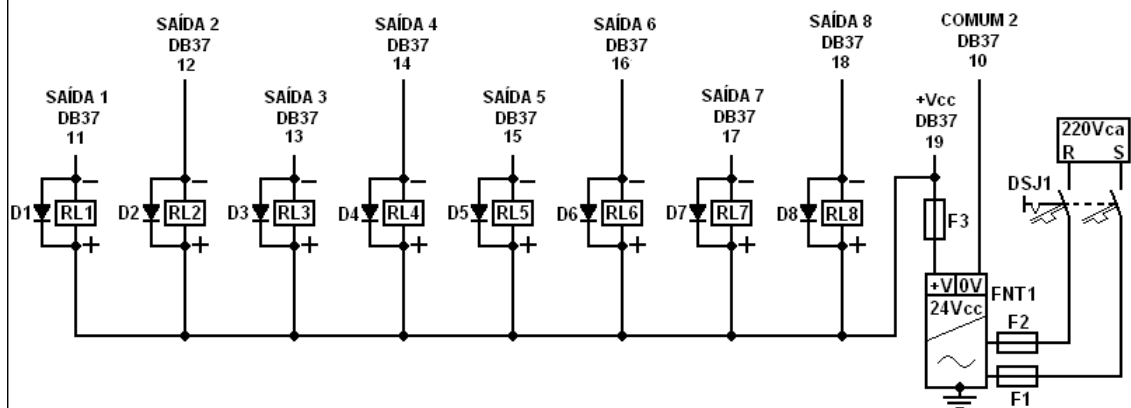 SAÍDA 2
DB37
12
SAÍDA 4
DB37
14
SAÍDA 6
DB37
16
SAÍDA 8
DB37
18
COMUM 2
DB37
10
SAÍDA 1
DB37
11
SAÍDA 3
DB37
13
SAÍDA 5
DB37
15
SAÍDA 7
DB37
17
+Vcc
DB37
19
220Vca
R S
DSJ1
D1 RL1 - +
D2 RL2 - +
D3 RL3 - +
D4 RL4 - +
D5 RL5 - +
D6 RL6 - +
D7 RL7 - +
D8 RL8 - +
F3
+V 0V
FNT1
24Vcc
F2
F1